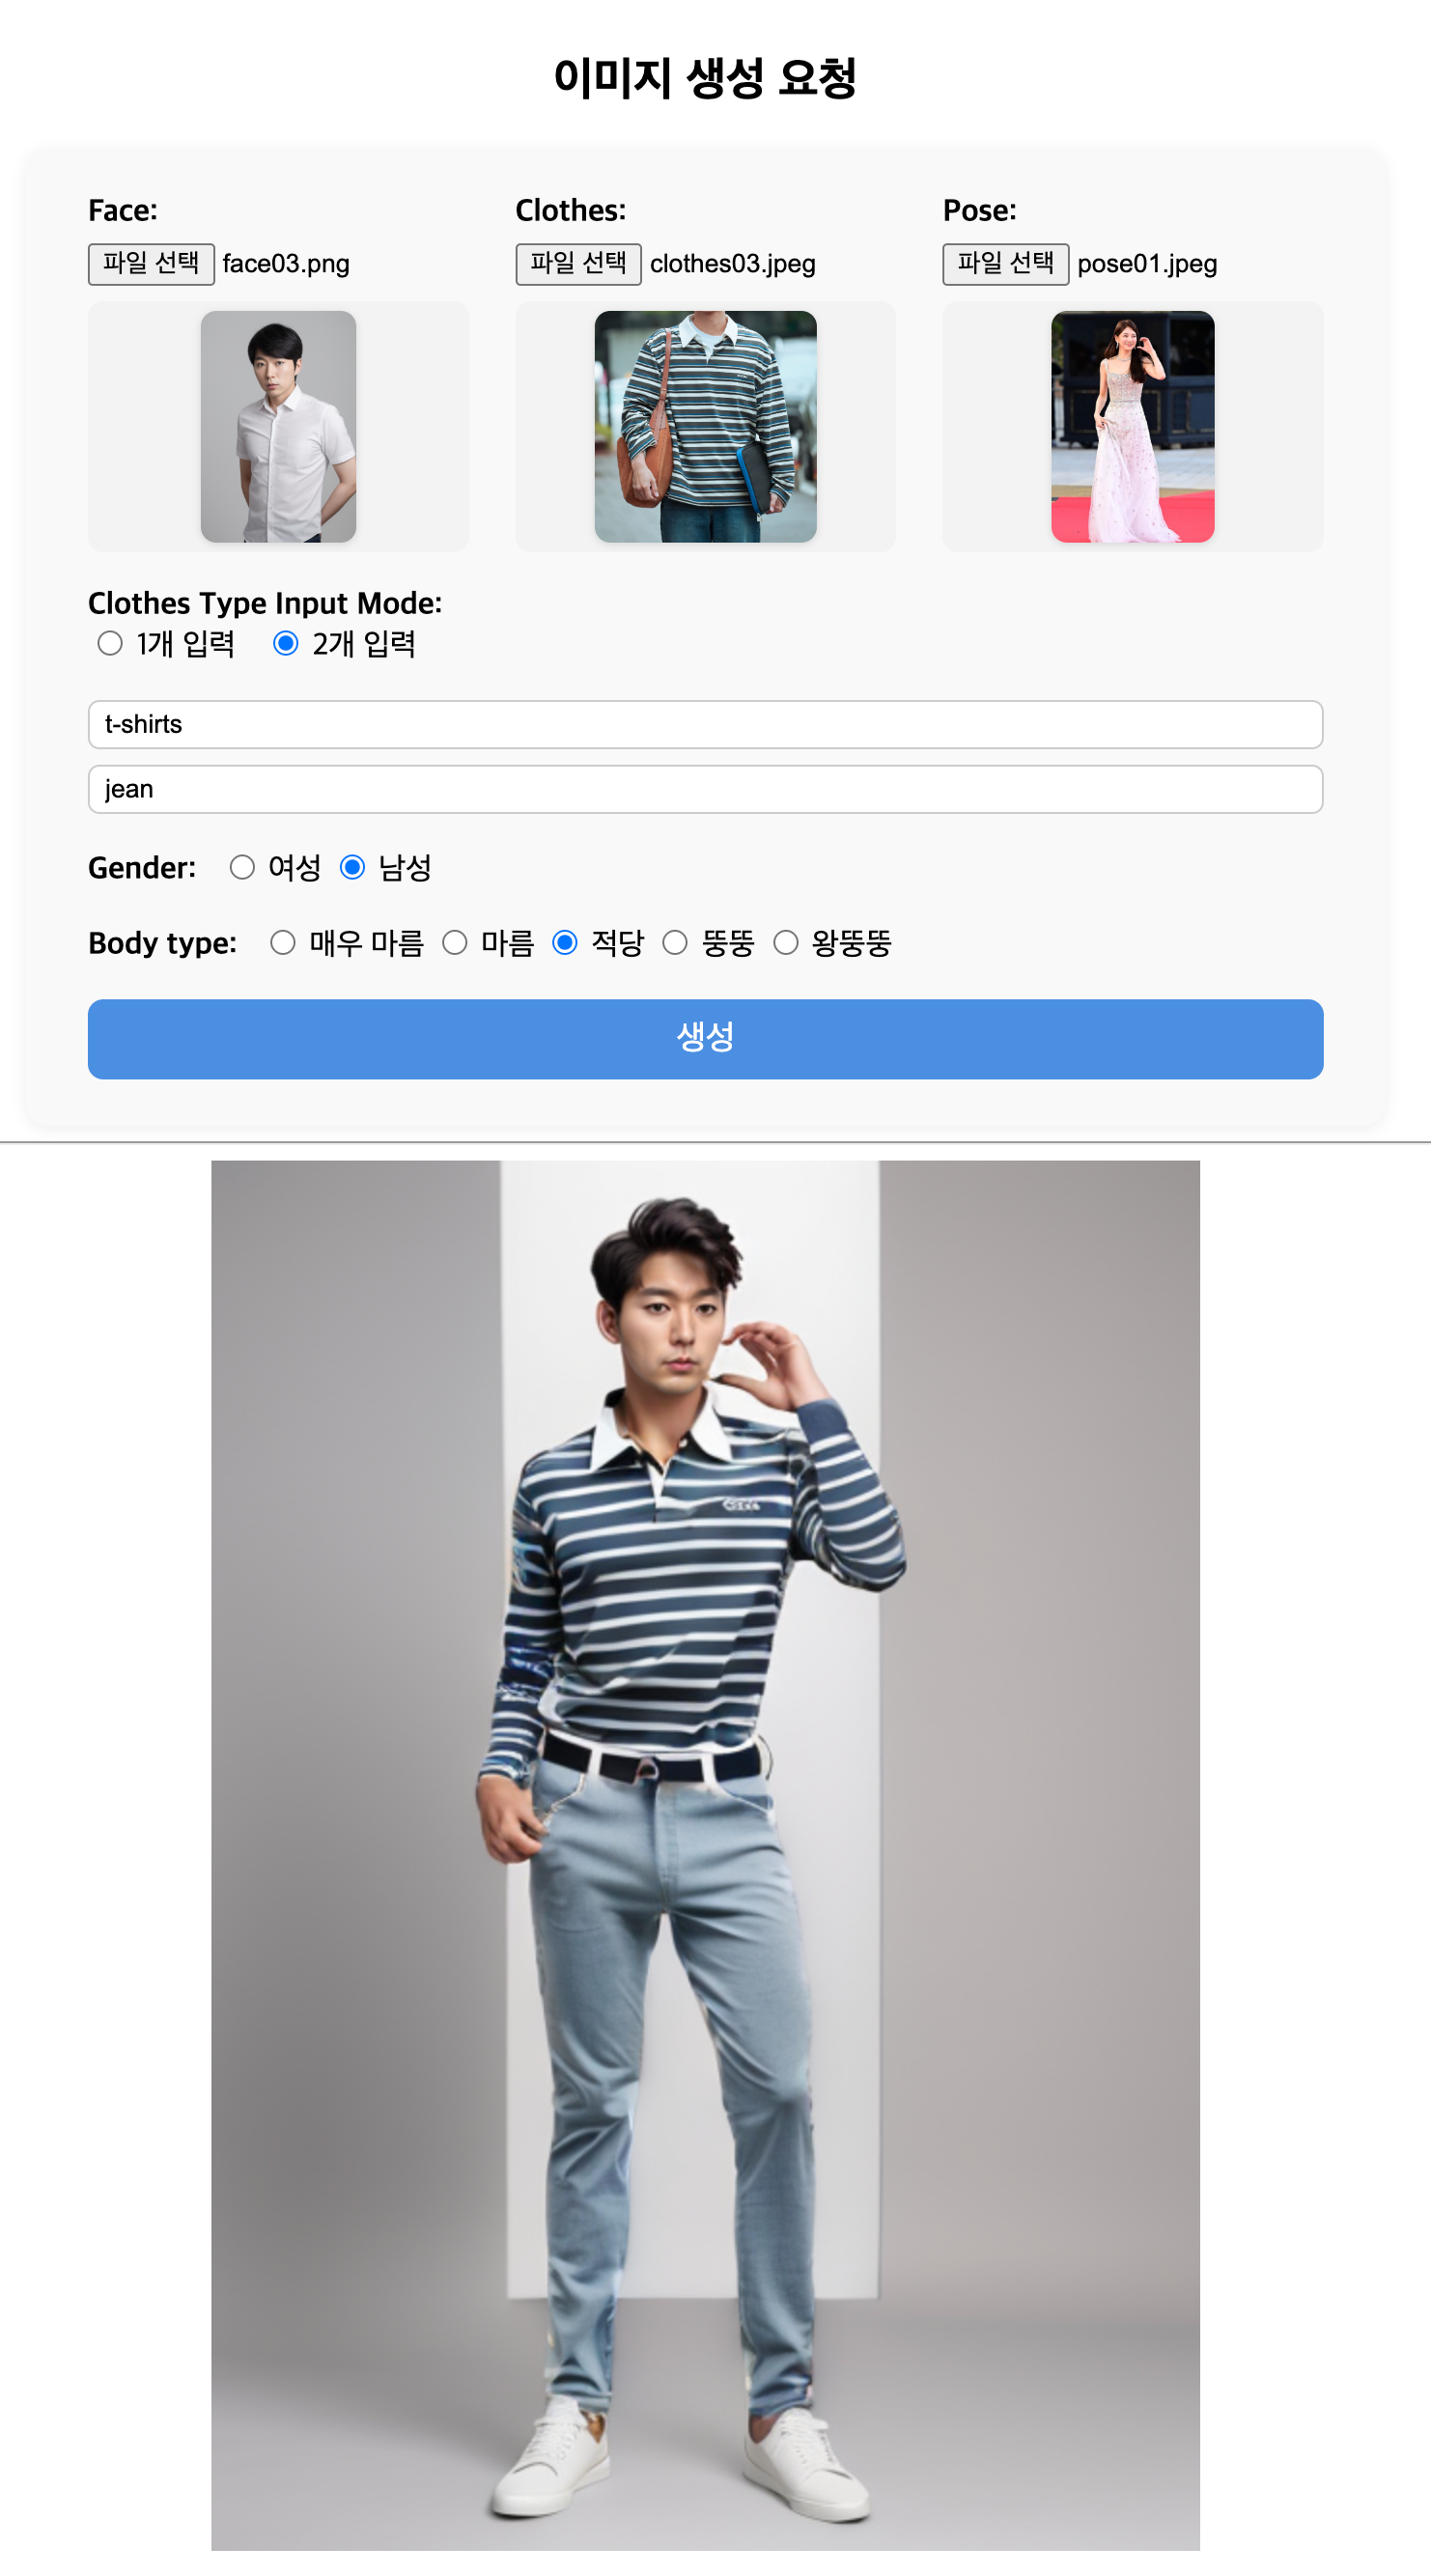 이미지 생성 요청
Face: Clothes: Pose:
파일 선택 face03.png 파일 선택 clothes03.jpeg 파일 선택 pose01.jpeg
Clothes Type Input Mode:
1개 입력 2개 입력
t-shirts
jean
Gender: 여성 남성
Body type: 매우 마름 마름 적당 뚱뚱 왕뚱뚱
생성